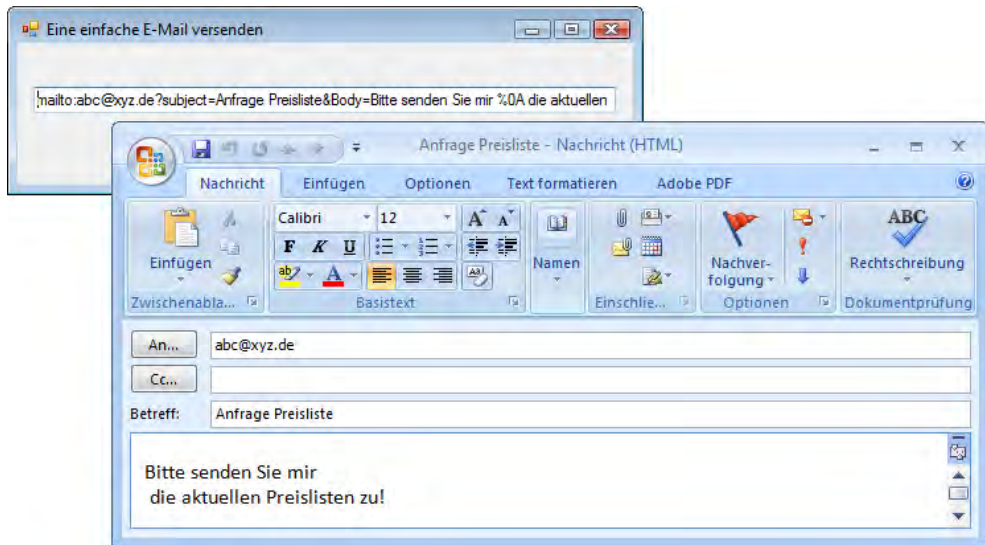 Eine einfache E-Mail versenden
mailto:abc@xyz.de?subject=Anfrage Preisliste&Body=Bitte senden Sie mir %0A die aktuellen
Anfrage Preisliste - Nachricht (HTML)
Nachricht Einfügen Optionen Text formatieren Adobe PDF
Calibri 12 A A
Einfügen
F K U
ab A Aa
Namen
Nachver-
folgung
ABC
Rechtschreibung
Zwischenabla... Basistext Einschlie... Optionen Dokumentprüfung
An... abc@xyz.de
Cc...
Betreff: Anfrage Preisliste
Bitte senden Sie mir
die aktuellen Preislisten zu!